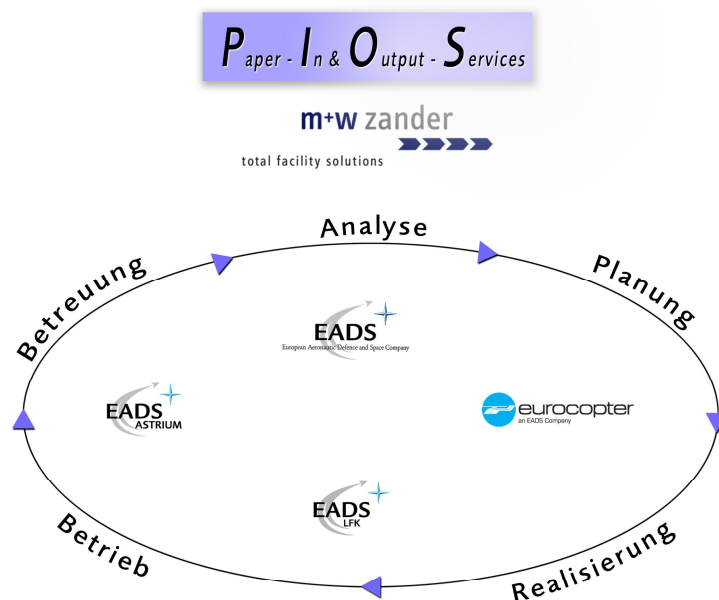 Paper - In & Output - Services
m+w zander
total facility solutions
Analyse
Betreuung
Planung
EADS
European Aeronautic Defence and Space Company
EADS
ASTRIUM
eurocopter
an EADS Company
EADS
LFK
Betrieb
Realisierung